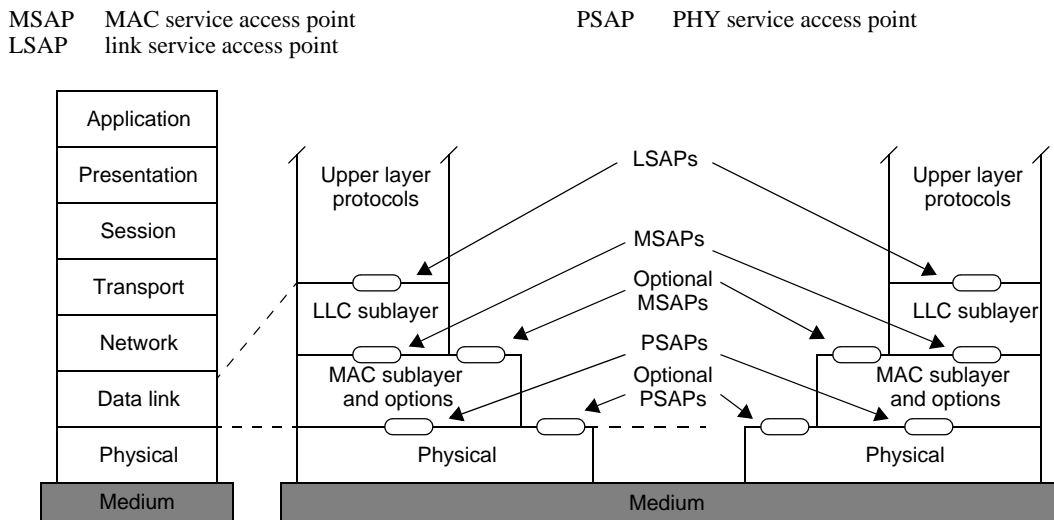 MSAP MAC service access point
PSAP PHY service access point
LSAP link service access point
Application
Presentation
Session
Transport
Network
Data link
Physical
Medium
Upper layer
protocols
LLC sublayer
MAC sublayer
and options
Physical
LSAPs
MSAPs
Optional
MSAPs
PSAPs
Optional
PSAPs
Upper layer
protocols
LLC sublayer
MAC sublayer
and options
Physical
Medium